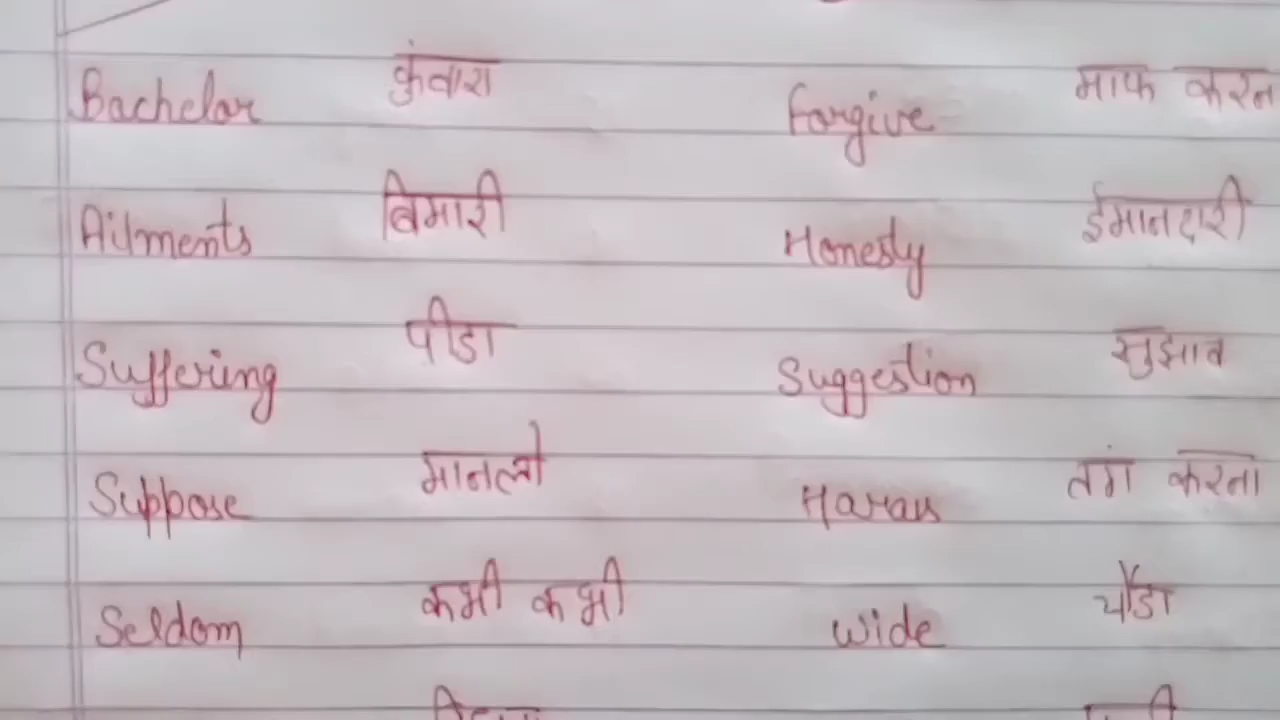 Bachelor कुंवारा Forgive माफ करन
Ailments बिमारी Honesty ईमानदारी
Suffering पीडा Suggestion सुझाव
Suppose मानलो Harass तंग करना
Seldom कभी कभी Wide चौडा